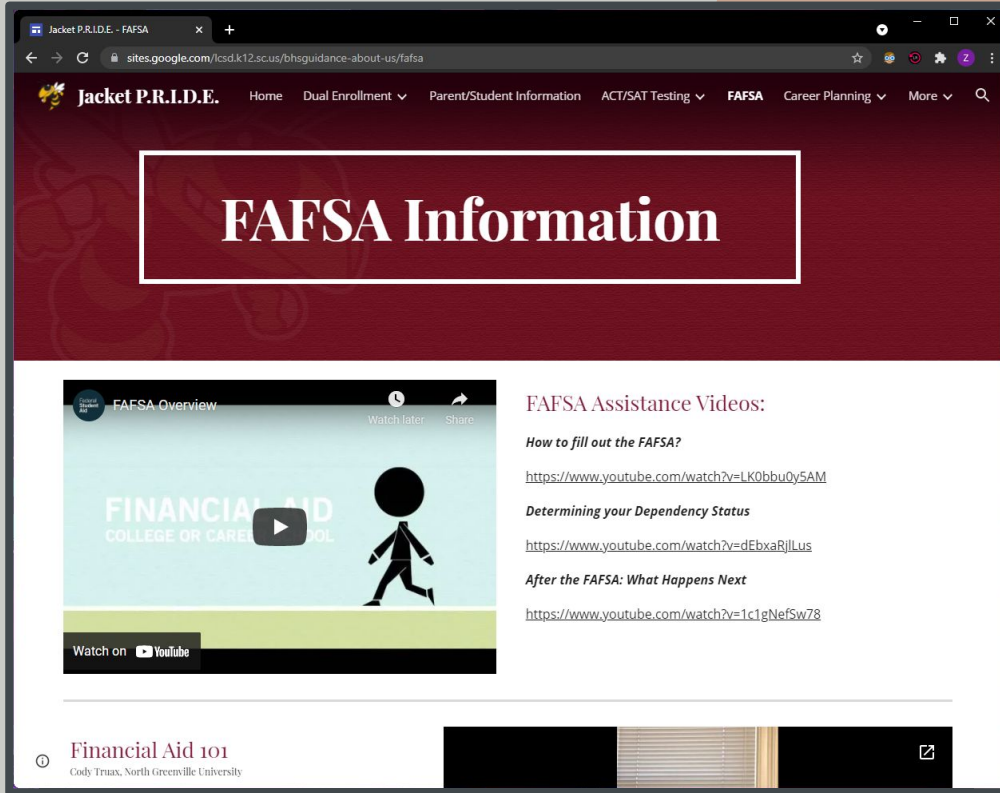 Jacket P.R.I.D.E. - FAFSA
sites.google.com/lcsd.k12.sc.us/bhsguidance-about-us/fafsa
Z
Jacket P.R.I.D.E. Home Dual Enrollment Parent/Student Information ACT/SAT Testing FAFSA Career Planning More
FAFSA Information
Federal Student Aid
FAFSA Overview
Watch later Share
FINANCIAL AID
COLLEGE OR CAREER SCHOOL
Watch on YouTube
FAFSA Assistance Videos:
How to fill out the FAFSA?
https://www.youtube.com/watch?v=LK0bbu0y5AM
Determining your Dependency Status
https://www.youtube.com/watch?v=dEbxaRjlLus
After the FAFSA: What Happens Next
https://www.youtube.com/watch?v=1c1gNefSw78
Financial Aid 101
Cody Truax, North Greenville University